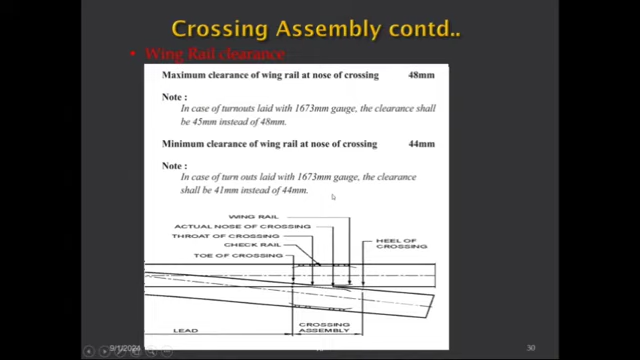 Crossing Assembly contd..
• Wing Rail clearance
Maximum clearance of wing rail at nose of crossing 48mm
Note :
In case of turnouts laid with 1673mm gauge, the clearance shall
be 45mm instead of 48mm.
Minimum clearance of wing rail at nose of crossing 44mm
Note :
In case of turn outs laid with 1673mm gauge, the clearance
shall be 41mm instead of 44mm.
WING RAIL
ACTUAL NOSE OF CROSSING
THROAT OF CROSSING
CHECK RAIL
TOE OF CROSSING
HEEL OF
CROSSING
LEAD
CROSSING
ASSEMBLY
9/1/2024
30